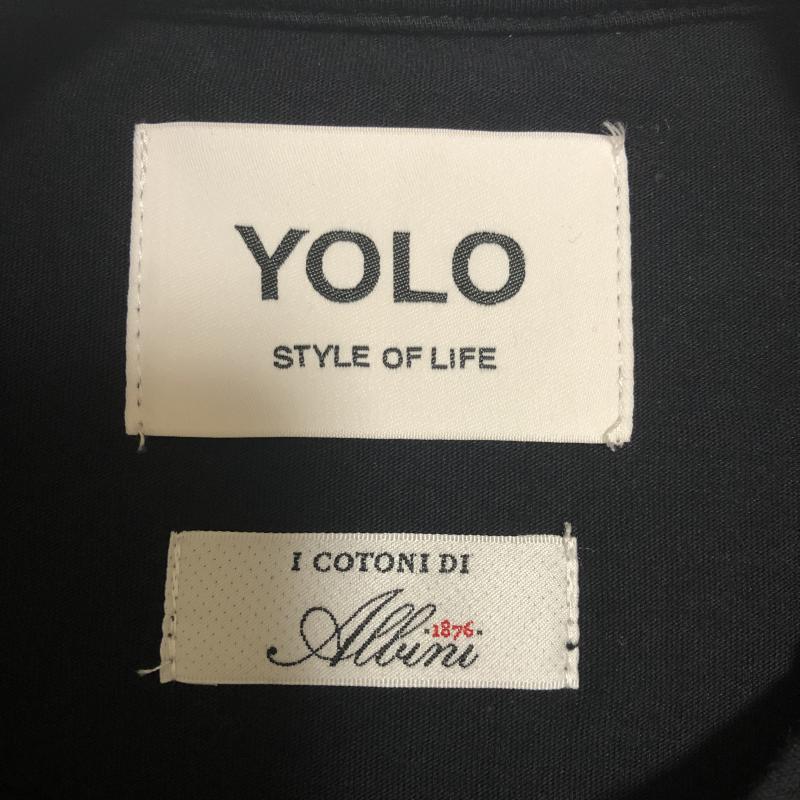 YOLO
STYLE OF LIFE
I COTONI DI
·1876·
Albini